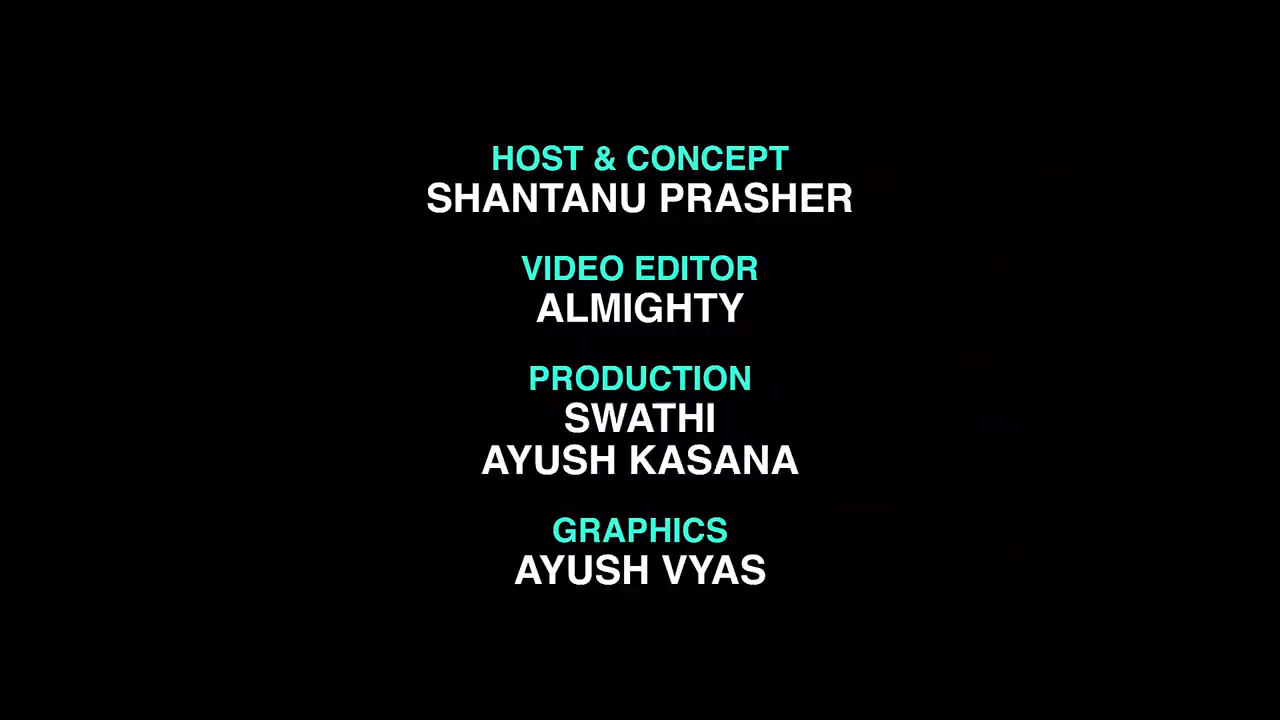 HOST & CONCEPT
SHANTANU PRASHER
VIDEO EDITOR
ALMIGHTY
PRODUCTION
SWATHI
AYUSH KASANA
GRAPHICS
AYUSH VYAS